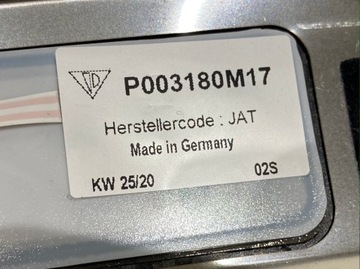 P003180M17
Herstellercode : JAT
Made in Germany
KW 25/20 02S